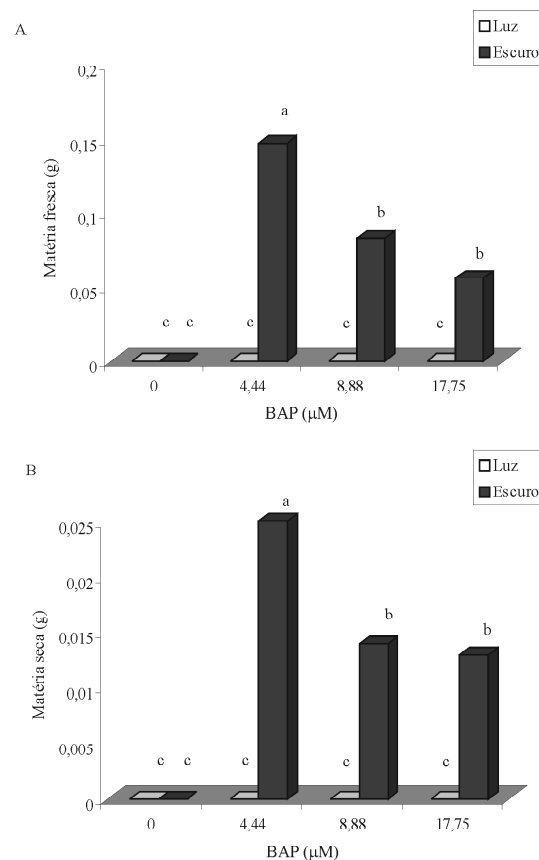 A
Luz
Escuro
0,2
0,15
0,1
0,05
0
Matéria fresca (g)
c c c a c b c b
0 4,44 8,88 17,75
BAP (µM)
B
Luz
Escuro
0,025
0,02
0,015
0,01
0,005
0
Matéria seca (g)
c c c a c b c b
0 4,44 8,88 17,75
BAP (µM)